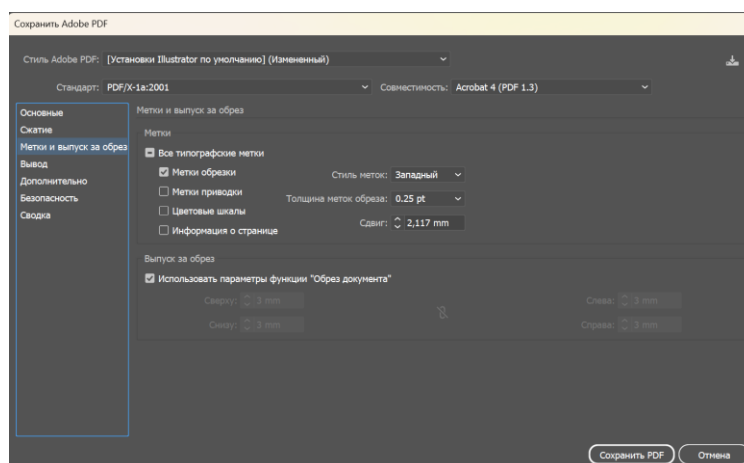 Сохранить Adobe PDF
Стиль Adobe PDF: [Установки Illustrator по умолчанию] (Измененный)
Стандарт: PDF/X-1a:2001 Совместимость: Acrobat 4 (PDF 1.3)
Основные
Сжатие
Метки и выпуск за обрез
Вывод
Дополнительно
Безопасность
Сводка
Метки и выпуск за обрез
Метки
Все типографские метки
Метки обрезки Стиль меток: Западный
Метки приводки Толщина меток обреза: 0.25 pt
Цветовые шкалы Сдвиг: 2,117 mm
Информация о странице
Выпуск за обрез
Использовать параметры функции "Обрез документа"
Сверху: 3 mm Слева: 3 mm
Снизу: 3 mm Справа: 3 mm
Сохранить PDF Отмена